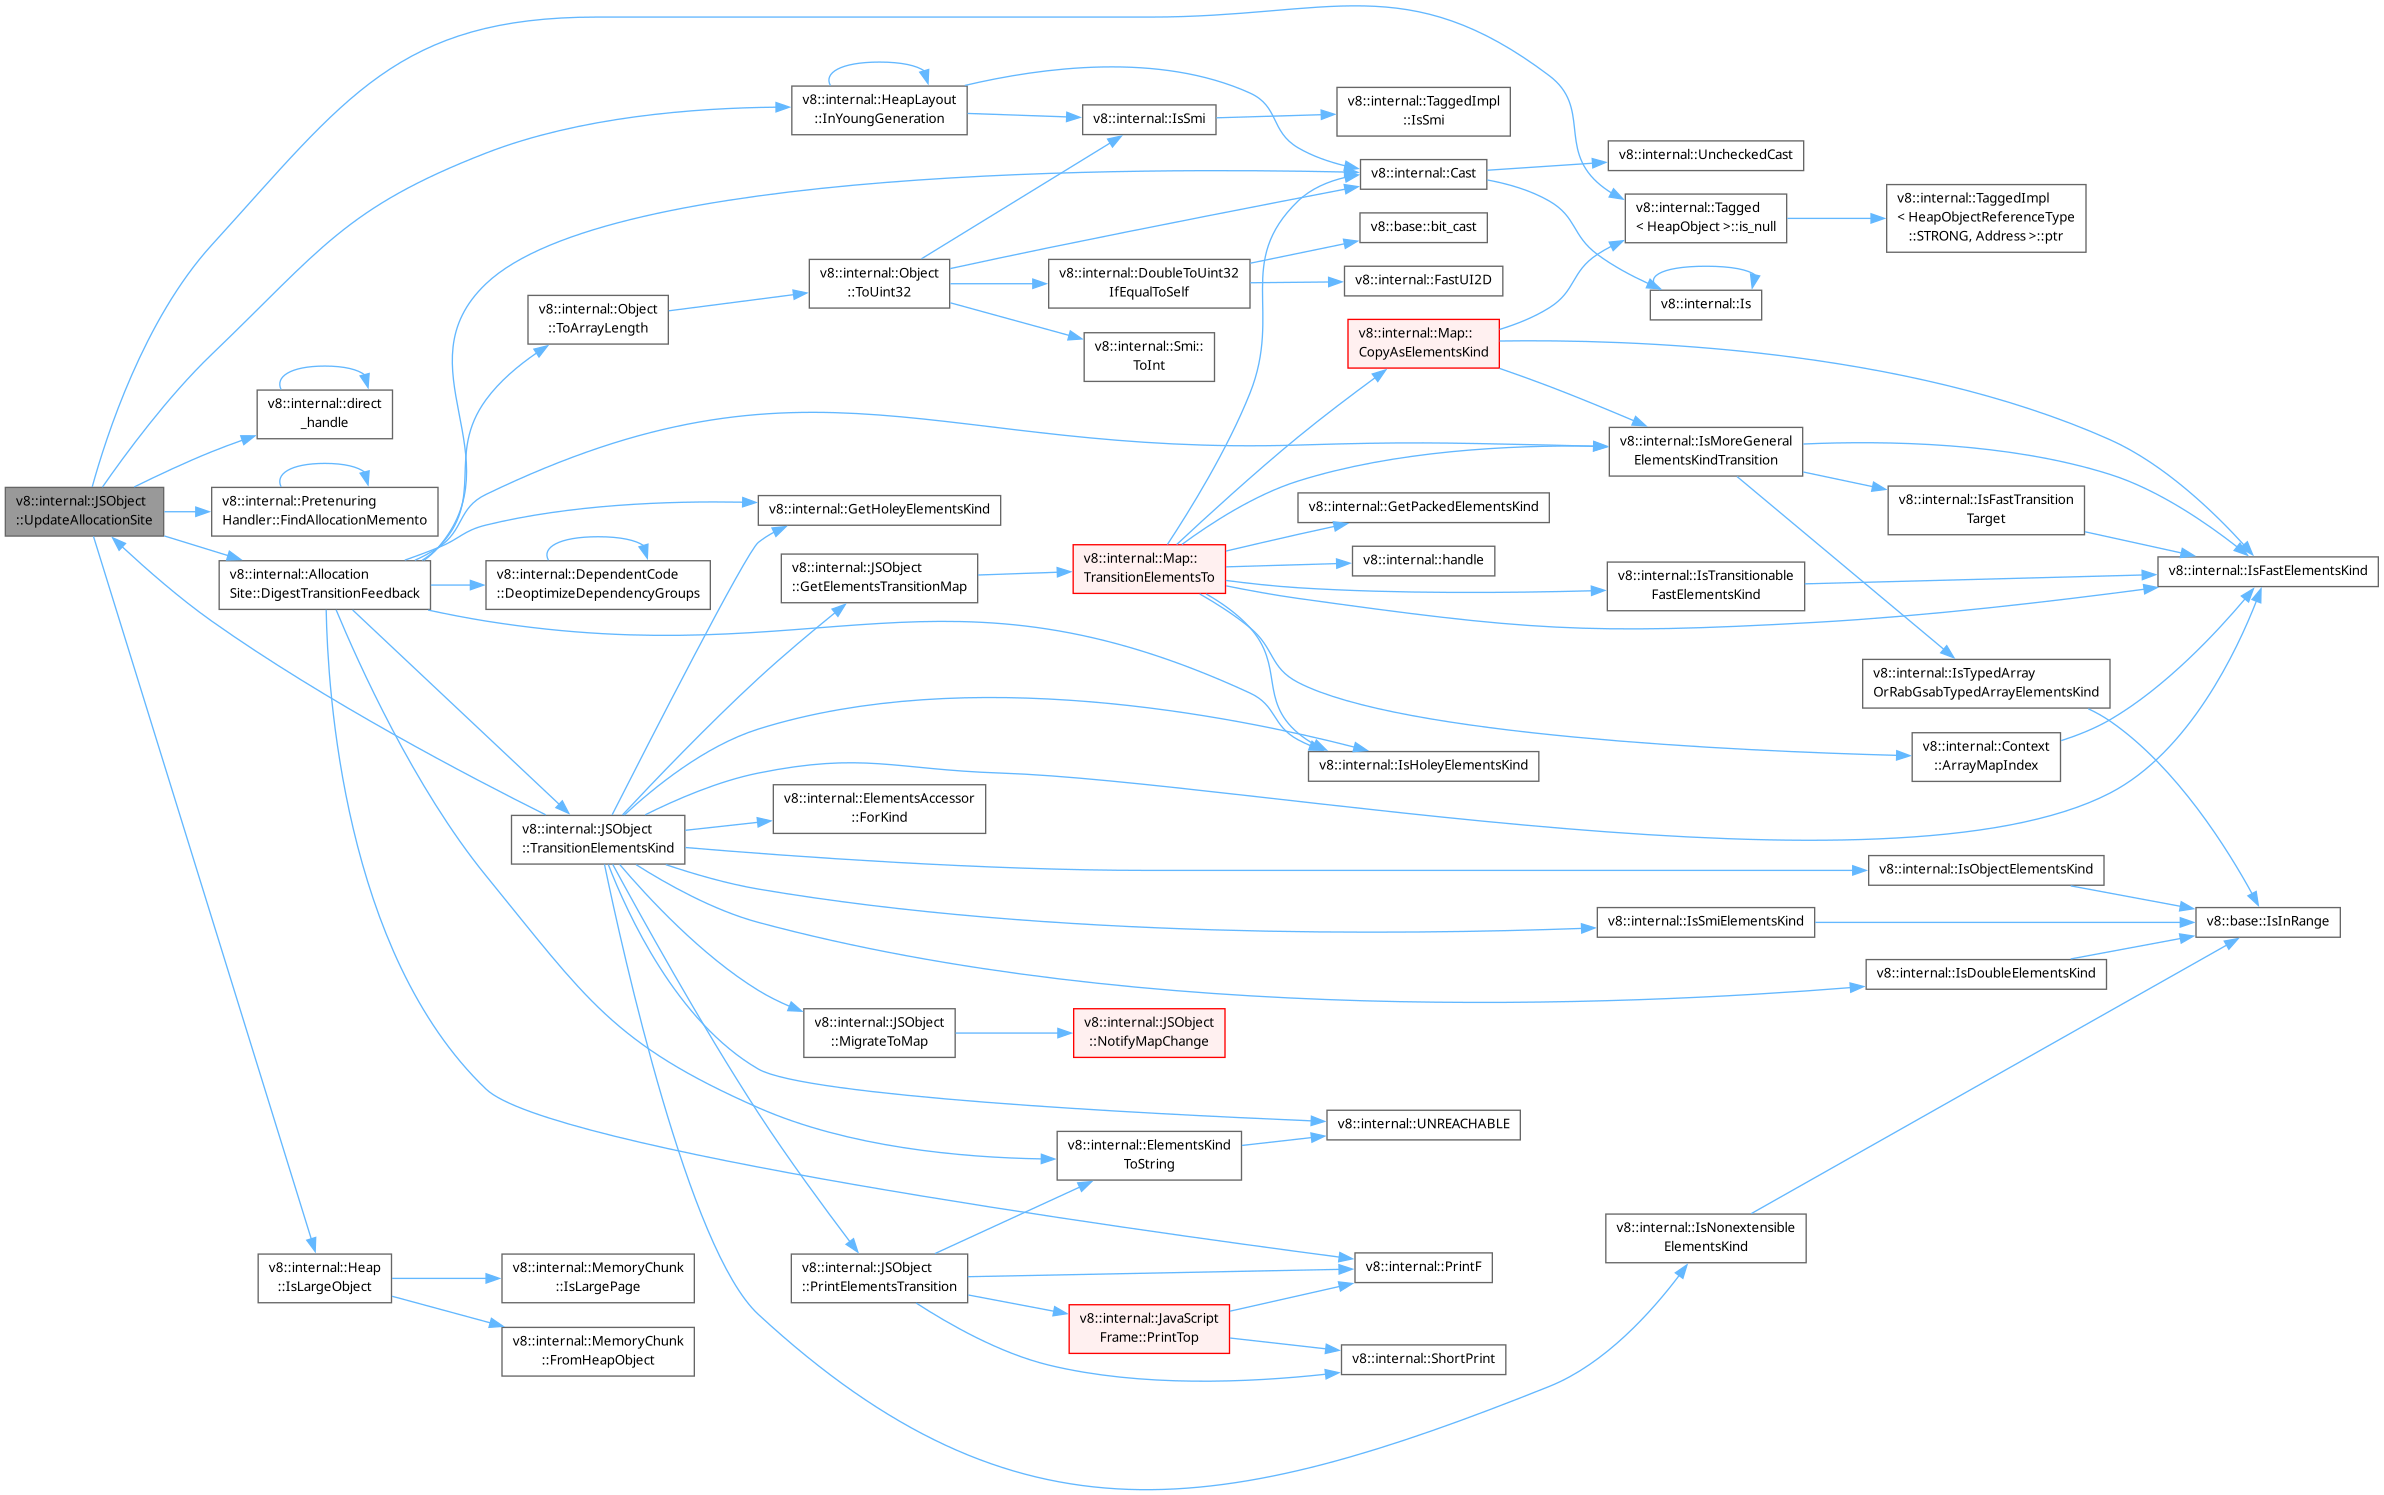 v8::internal::JSObject
::UpdateAllocationSite
v8::internal::direct
_handle
v8::internal::Pretenuring
Handler::FindAllocationMemento
v8::internal::Allocation
Site::DigestTransitionFeedback
v8::internal::Heap
::IsLargeObject
v8::internal::Object
::ToArrayLength
v8::internal::DependentCode
::DeoptimizeDependencyGroups
v8::internal::JSObject
::TransitionElementsKind
v8::internal::MemoryChunk
::IsLargePage
v8::internal::MemoryChunk
::FromHeapObject
v8::internal::HeapLayout
::InYoungGeneration
v8::internal::Object
::ToUint32
v8::internal::GetHoleyElementsKind
v8::internal::JSObject
::GetElementsTransitionMap
v8::internal::ElementsAccessor
::ForKind
v8::internal::JSObject
::MigrateToMap
v8::internal::JSObject
::PrintElementsTransition
v8::internal::IsSmi
v8::internal::DoubleToUint32
IfEqualToSelf
v8::internal::Smi::
ToInt
v8::internal::Map::
TransitionElementsTo
v8::internal::JSObject
::NotifyMapChange
v8::internal::ElementsKind
ToString
v8::internal::JavaScript
Frame::PrintTop
v8::internal::TaggedImpl
::IsSmi
v8::internal::Cast
v8::base::bit_cast
v8::internal::FastUI2D
v8::internal::Map::
CopyAsElementsKind
v8::internal::GetPackedElementsKind
v8::internal::handle
v8::internal::IsHoleyElementsKind
v8::internal::UNREACHABLE
v8::internal::PrintF
v8::internal::ShortPrint
v8::internal::UncheckedCast
v8::internal::Tagged
< HeapObject >::is_null
v8::internal::Is
v8::internal::IsMoreGeneral
ElementsKindTransition
v8::internal::IsTransitionable
FastElementsKind
v8::internal::IsSmiElementsKind
v8::internal::IsNonextensible
ElementsKind
v8::internal::TaggedImpl
< HeapObjectReferenceType
::STRONG, Address >::ptr
v8::internal::IsFastTransition
Target
v8::internal::IsTypedArray
OrRabGsabTypedArrayElementsKind
v8::internal::Context
::ArrayMapIndex
v8::internal::IsObjectElementsKind
v8::internal::IsDoubleElementsKind
v8::internal::IsFastElementsKind
v8::base::IsInRange